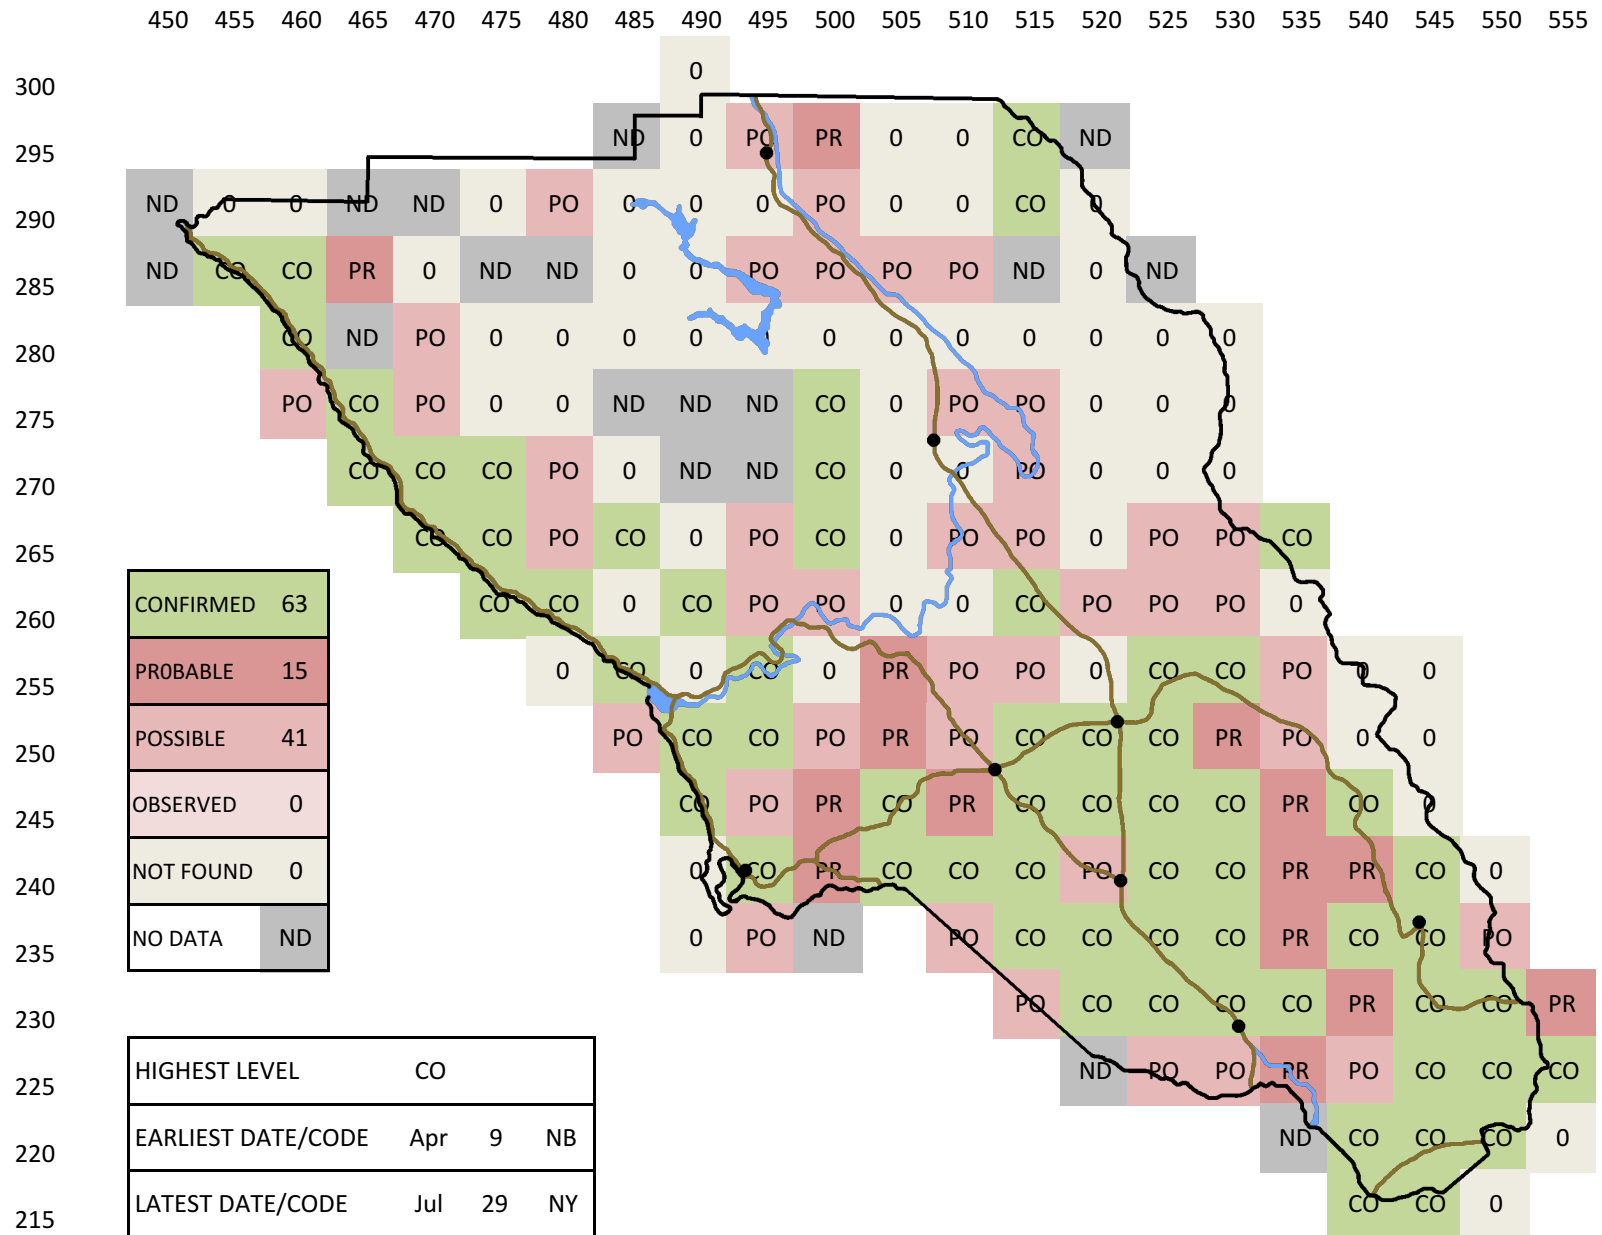 450 455 460 465 470 475 480 485 490 495 500 505 510 515 520 525 530 535 540 545 550 555
0
300
ND 0 PO PR 0 0 CO ND
295
ND 0 0 ND ND 0 PO 0 0 0 PO 0 0 CO 0
290
ND CO CO PR 0 ND ND 0 0 PO PO PO PO ND 0 ND
285
CO ND PO 0 0 0 0 0 0 0 0 0 0 0 0
280
PO CO PO 0 0 ND ND ND CO 0 PO PO 0 0 0
275
CO CO CO PO 0 ND ND CO 0 0 PO 0 0 0
270
CO CO PO CO 0 PO CO 0 PO PO 0 PO PO CO
265
CONFIRMED 63 CO CO 0 CO PO PO 0 0 CO PO PO PO 0
260
PR0BABLE 15 0 CO 0 CO 0 PR PO PO 0 CO CO PO 0 0
255
POSSIBLE 41 PO CO CO PO PR PO CO CO CO PR PO 0 0
250
OBSERVED 0 CO PO PR CO PR CO CO CO CO PR CO 0
245
NOT FOUND 0 0 CO PR CO CO CO PO CO CO PR PR CO 0
240
NO DATA ND 0 PO ND PO CO CO CO CO PR CO CO PO
235
PO CO CO CO CO PR CO CO PR
230
HIGHEST LEVEL CO ND PO PO PR PO CO CO CO
225
EARLIEST DATE/CODE Apr 9 NB ND CO CO CO 0
220
LATEST DATE/CODE Jul 29 NY CO CO 0
215